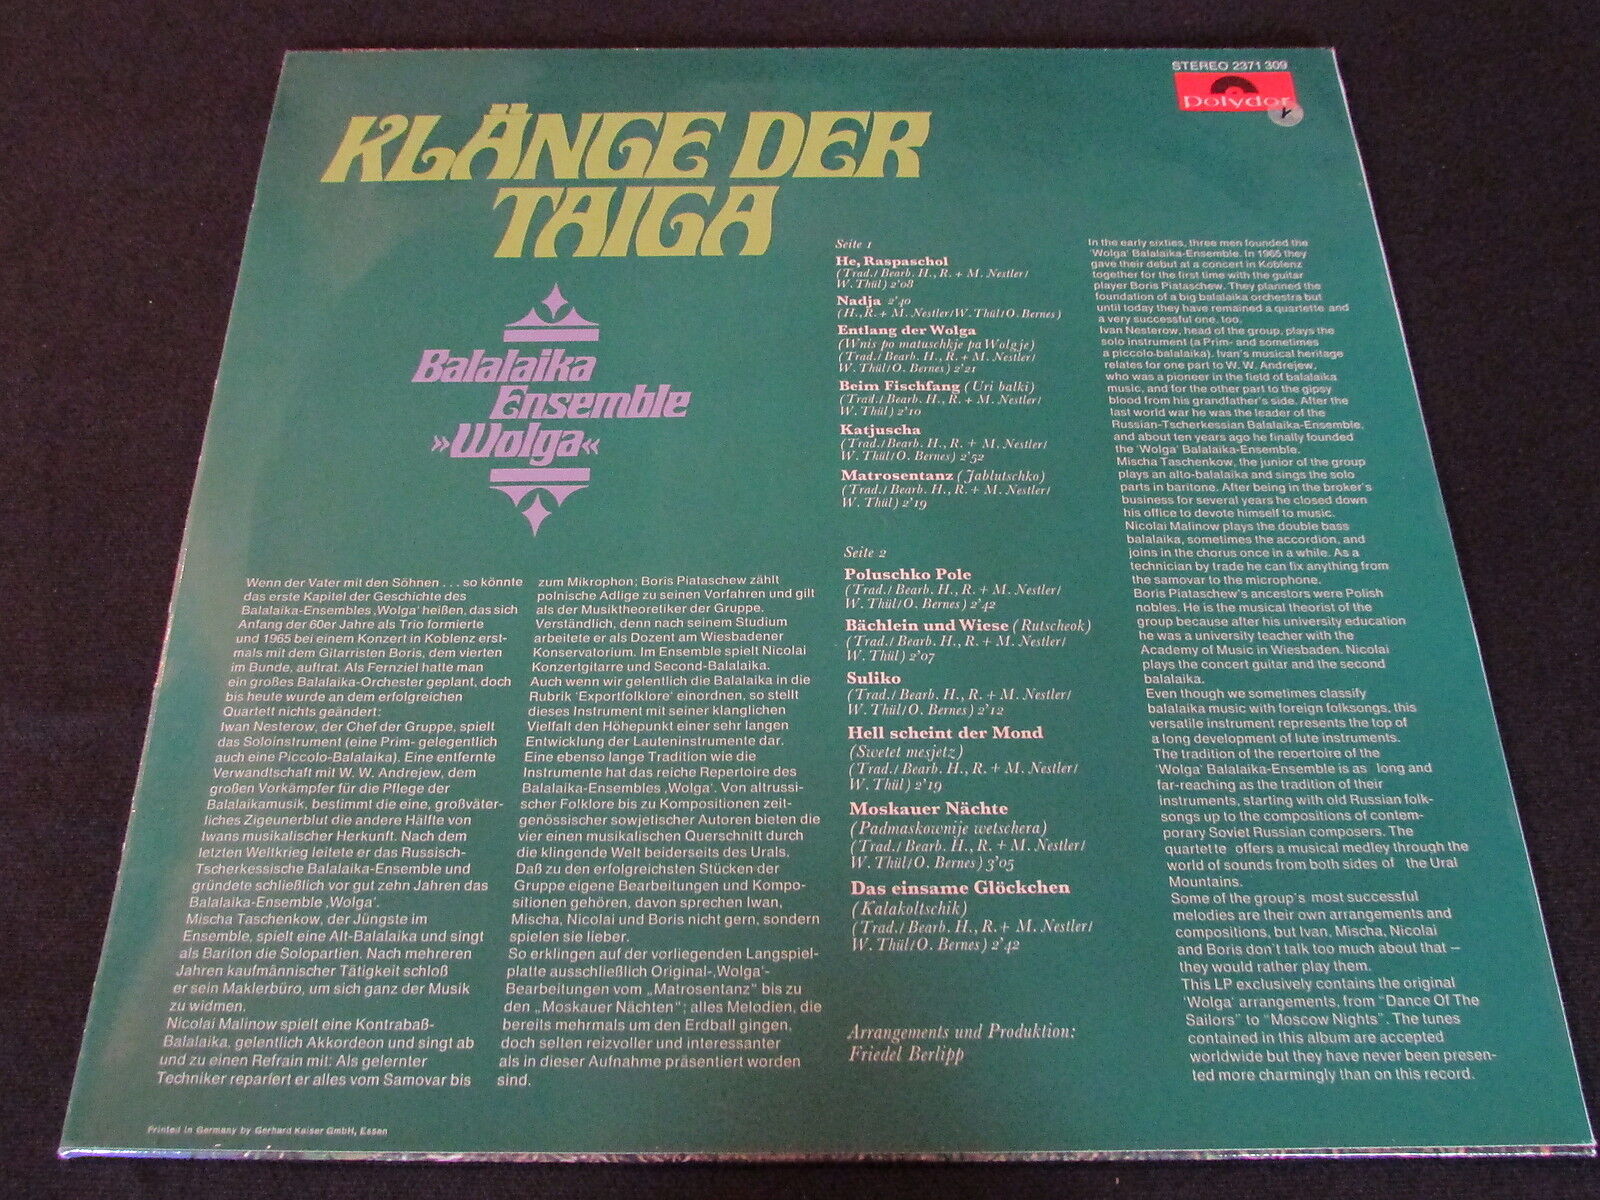 STEREO 2371 309
Polydor
KLÄNGE DER
TAIGA
Balalaika
Ensemble
»Wolga«
Wenn der Vater mit den Söhnen . . . so könnte
das erste Kapitel der Geschichte des
Balalaika-Ensembles ‚Wolga' heißen, das sich
Anfang der 60er Jahre als Trio formierte
und 1965 bei einem Konzert in Koblenz erst-
mals mit dem Gitarristen Boris, dem vierten
im Bunde, auftrat. Als Fernziel hatte man
ein großes Balalaika-Orchester geplant, doch
bis heute wurde an dem erfolgreichen
Quartett nichts geändert:
Iwan Nesterow, der Chef der Gruppe, spielt
das Soloinstrument (eine Prim- gelegentlich
auch eine Piccolo-Balalaika). Eine entfernte
Verwandtschaft mit W. W. Andrejew, dem
großen Vorkämpfer für die Pflege der
Balalaikamusik, bestimmt die eine, großväter-
liches Zigeunerblut die andere Hälfte von
Iwans musikalischer Herkunft. Nach dem
letzten Weltkrieg leitete er das Russisch-
Tscherkessische Balalaika-Ensemble und
gründete schließlich vor gut zehn Jahren das
Balalaika-Ensemble ‚Wolga'.
Mischa Taschenkow, der Jüngste im
Ensemble, spielt eine Alt-Balalaika und singt
als Bariton die Solopartien. Nach mehreren
Jahren kaufmännischer Tätigkeit schloß
er sein Maklerbüro, um sich ganz der Musik
zu widmen.
Nicolai Malinow spielt eine Kontrabaß-
Balalaika, gelentlich Akkordeon und singt ab
und zu einen Refrain mit: Als gelernter
Techniker repariert er alles vom Samovar bis
zum Mikrophon; Boris Piataschew zählt
polnische Adlige zu seinen Vorfahren und gilt
als der Musiktheoretiker der Gruppe.
Verständlich, denn nach seinem Studium
arbeitete er als Dozent am Wiesbadener
Konservatorium. Im Ensemble spielt Nicolai
Konzertgitarre und Second-Balalaika.
Auch wenn wir gelentlich die Balalaika in die
Rubrik ‘Exportfolklore' einordnen, so stellt
dieses Instrument mit seiner klanglichen
Vielfalt den Höhepunkt einer sehr langen
Entwicklung der Lauteninstrumente dar.
Eine ebenso lange Tradition wie die
Instrumente hat das reiche Repertoire des
Balalaika-Ensembles ‚Wolga'. Von altrussi-
scher Folklore bis zu Kompositionen zeit-
genössischer sowjetischer Autoren bieten die
vier einen musikalischen Querschnitt durch
die klingende Welt beiderseits des Urals.
Daß zu den erfolgreichsten Stücken der
Gruppe eigene Bearbeitungen und Kompo-
sitionen gehören, davon sprechen Iwan,
Mischa, Nicolai und Boris nicht gern, sondern
spielen sie lieber.
So erklingen auf der vorliegenden Langspiel-
platte ausschließlich Original-‚Wolga'-
Bearbeitungen vom „Matrosentanz" bis zu
den „Moskauer Nächten"; alles Melodien, die
bereits mehrmals um den Erdball gingen,
doch selten reizvoller und interessanter
als in dieser Aufnahme präsentiert worden
sind.
Seite 1
He, Raspaschol
(Trad./ Bearb. H., R. + M. Nestler/
W. Thül) 2'08
Nadja 2'40
(H., R. + M. Nestler/W. Thül/O. Bernes)
Entlang der Wolga
(Wnis po matuschkje pa Wolgje)
(Trad./ Bearb. H., R. + M. Nestler/
W. Thül/O. Bernes) 2'21
Beim Fischfang (Uri balki)
(Trad./ Bearb. H., R. + M. Nestler/
W. Thül) 2'10
Katjuscha
(Trad./ Bearb. H., R. + M. Nestler/
W. Thül/O. Bernes) 2'52
Matrosentanz (Jablutschko)
(Trad./ Bearb. H., R. + M. Nestler/
W. Thül) 2'19
Seite 2
Poluschko Pole
(Trad./ Bearb. H., R. + M. Nestler/
W. Thül/O. Bernes) 2'42
Bächlein und Wiese (Rutscheok)
(Trad./ Bearb. H., R. + M. Nestler/
W. Thül) 2'07
Suliko
(Trad./ Bearb. H., R. + M. Nestler/
W. Thül/O. Bernes) 2'12
Hell scheint der Mond
(Swetet mesjetz)
(Trad./ Bearb. H., R. + M. Nestler/
W. Thül) 2'19
Moskauer Nächte
(Padmaskownije wetschera)
(Trad./ Bearb. H., R. + M. Nestler/
W. Thül/O. Bernes) 3'05
Das einsame Glöckchen
(Kalakoltschik)
(Trad./ Bearb. H., R. + M. Nestler/
W. Thül/O. Bernes) 2'42
Arrangements und Produktion:
Friedel Berlipp
In the early sixties, three men founded the
'Wolga' Balalaika-Ensemble. In 1965 they
gave their debut at a concert in Koblenz
together for the first time with the guitar
player Boris Piataschew. They planned the
foundation of a big balalaika orchestra but
until today they have remained a quartette and
a very successful one, too.
Ivan Nesterow, head of the group, plays the
solo instrument (a Prim- and sometimes
a piccolo-balalaika). Ivan's musical heritage
relates for one part to W. W. Andrejew,
who was a pioneer in the field of balalaika
music, and for the other part to the gipsy
blood from his grandfather's side. After the
last world war he was the leader of the
Russian-Tscherkessian Balalaika-Ensemble,
and about ten years ago he finally founded
the 'Wolga' Balalaika-Ensemble.
Mischa Taschenkow, the junior of the group
plays an alto-balalaika and sings the solo
parts in baritone. After being in the broker's
business for several years he closed down
his office to devote himself to music.
Nicolai Malinow plays the double bass
balalaika, sometimes the accordion, and
joins in the chorus once in a while. As a
technician by trade he can fix anything from
the samovar to the microphone.
Boris Piataschew's ancestors were Polish
nobles. He is the musical theorist of the
group because after his university education
he was a university teacher with the
Academy of Music in Wiesbaden. Nicolai
plays the concert guitar and the second
balalaika.
Even though we sometimes classify
balalaika music with foreign folksongs, this
versatile instrument represents the top of
a long development of lute instruments.
The tradition of the repertoire of the
'Wolga' Balalaika-Ensemble is as long and
far-reaching as the tradition of their
instruments, starting with old Russian folk-
songs up to the compositions of contem-
porary Soviet Russian composers. The
quartette offers a musical medley through the
world of sounds from both sides of the Ural
Mountains.
Some of the group's most successful
melodies are their own arrangements and
compositions, but Ivan, Mischa, Nicolai
and Boris don't talk too much about that –
they would rather play them.
This LP exclusively contains the original
'Wolga' arrangements, from "Dance Of The
Sailors" to "Moscow Nights". The tunes
contained in this album are accepted
worldwide but they have never been presen-
ted more charmingly than on this record.
Printed in Germany by Gerhard Kaiser GmbH, Essen